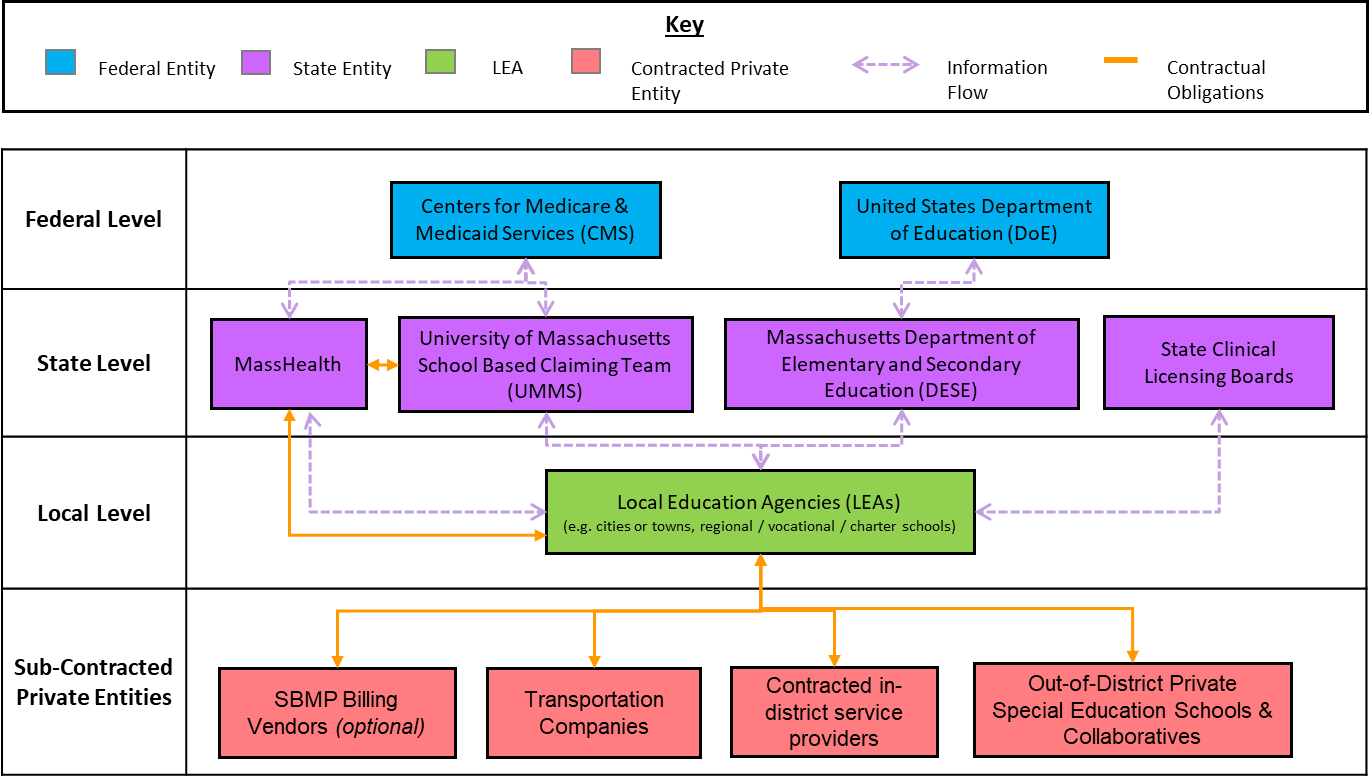 Key
Federal Entity
State Entity
LEA
Contracted Private
Entity
Information
Flow
Contractual
Obligations
Federal Level
Centers for Medicare &
Medicaid Services (CMS)
United States Department
of Education (DoE)
State Level
MassHealth
University of Massachusetts
School Based Claiming Team
(UMMS)
Massachusetts Department of
Elementary and Secondary
Education (DESE)
State Clinical
Licensing Boards
Local Level
Local Education Agencies (LEAs)
(e.g. cities or towns, regional / vocational / charter schools)
Sub-Contracted
Private Entities
SBMP Billing
Vendors (optional)
Transportation
Companies
Contracted in-
district service
providers
Out-of-District Private
Special Education Schools &
Collaboratives